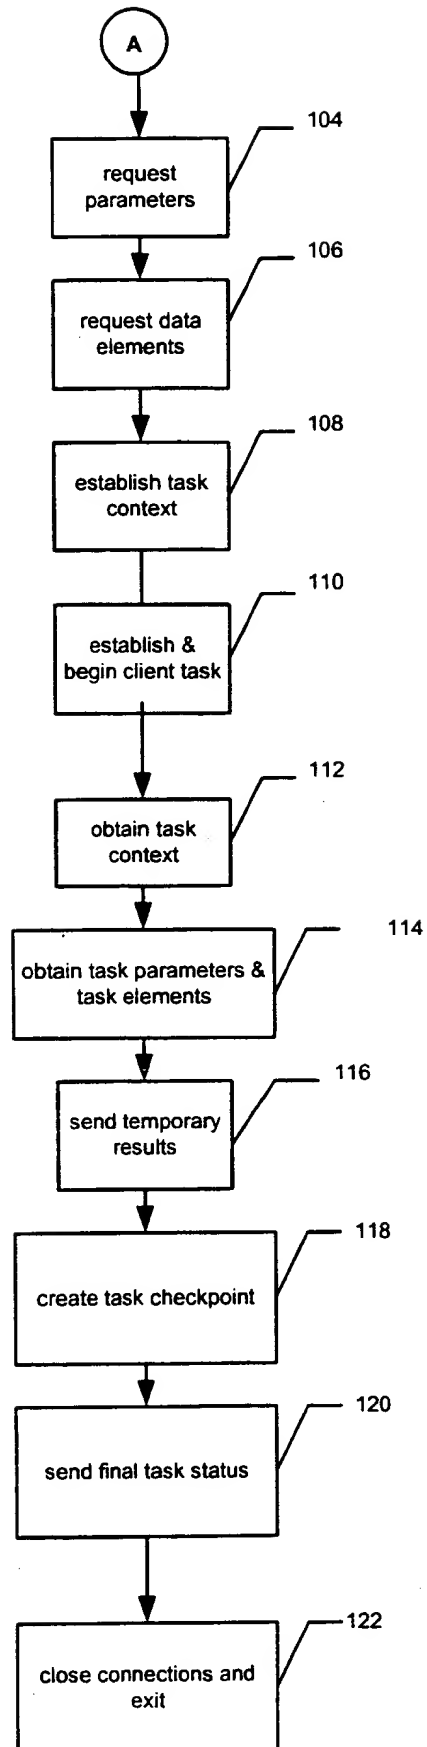 A
104
request
parameters
106
request data
elements
108
establish task
context
110
establish &
begin client task
112
obtain task
context
114
obtain task parameters &
task elements
116
send temporary
results
118
create task checkpoint
120
send final task status
122
close connections and
exit